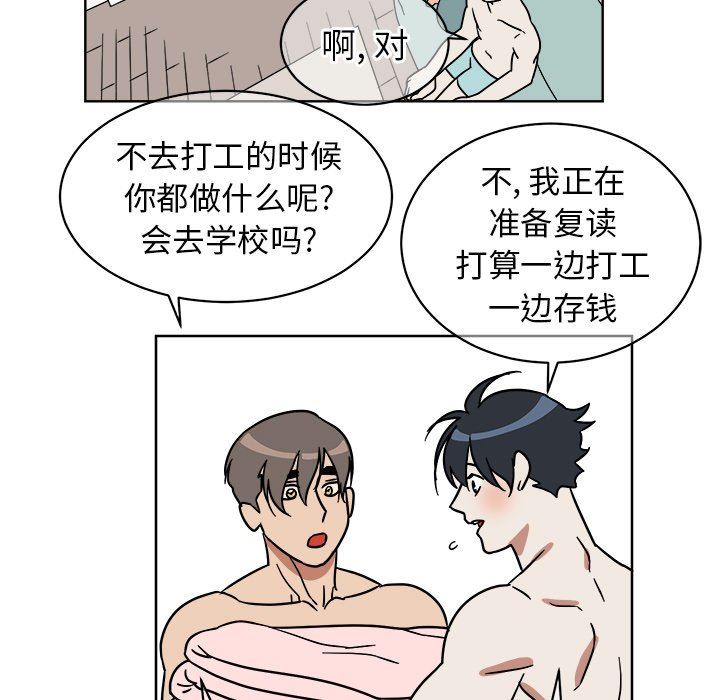 啊, 对
不去打工的时候
你都做什么呢?
会去学校吗?
不, 我正在
准备复读
打算一边打工
一边存钱